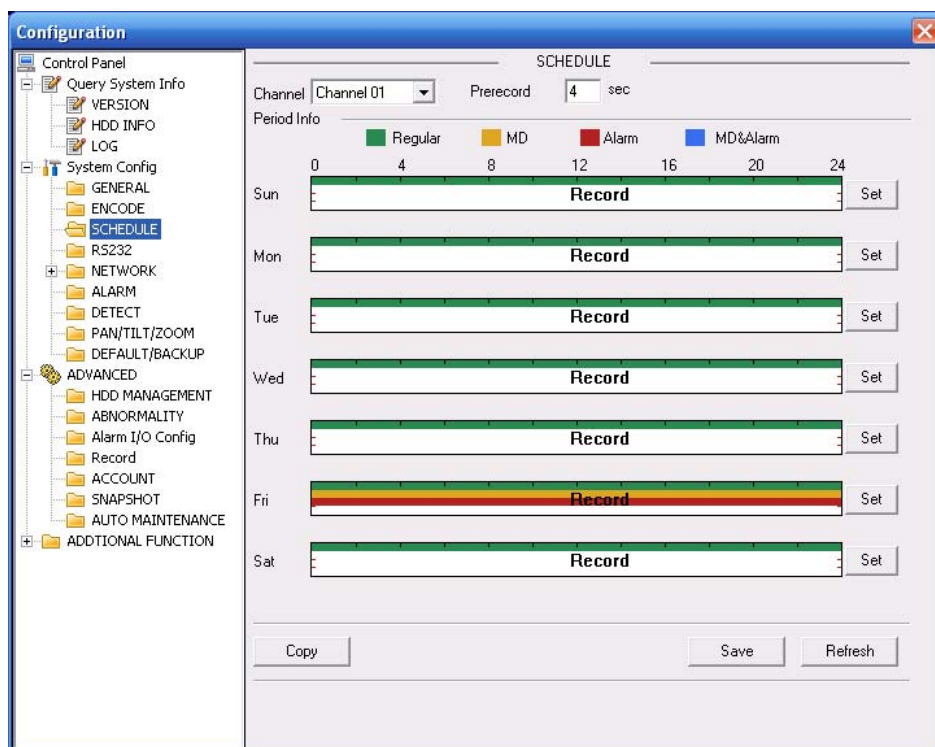 Configuration
Control Panel
Query System Info
VERSION
HDD INFO
LOG
System Config
GENERAL
ENCODE
SCHEDULE
RS232
NETWORK
ALARM
DETECT
PAN/TILT/ZOOM
DEFAULT/BACKUP
ADVANCED
HDD MANAGEMENT
ABNORMALITY
Alarm I/O Config
Record
ACCOUNT
SNAPSHOT
AUTO MAINTENANCE
ADDTIONAL FUNCTION
SCHEDULE
Channel Channel 01 Prerecord 4 sec
Period Info
Regular MD Alarm MD&Alarm
0 4 8 12 16 20 24
Sun Record Set
Mon Record Set
Tue Record Set
Wed Record Set
Thu Record Set
Fri Record Set
Sat Record Set
Copy Save Refresh